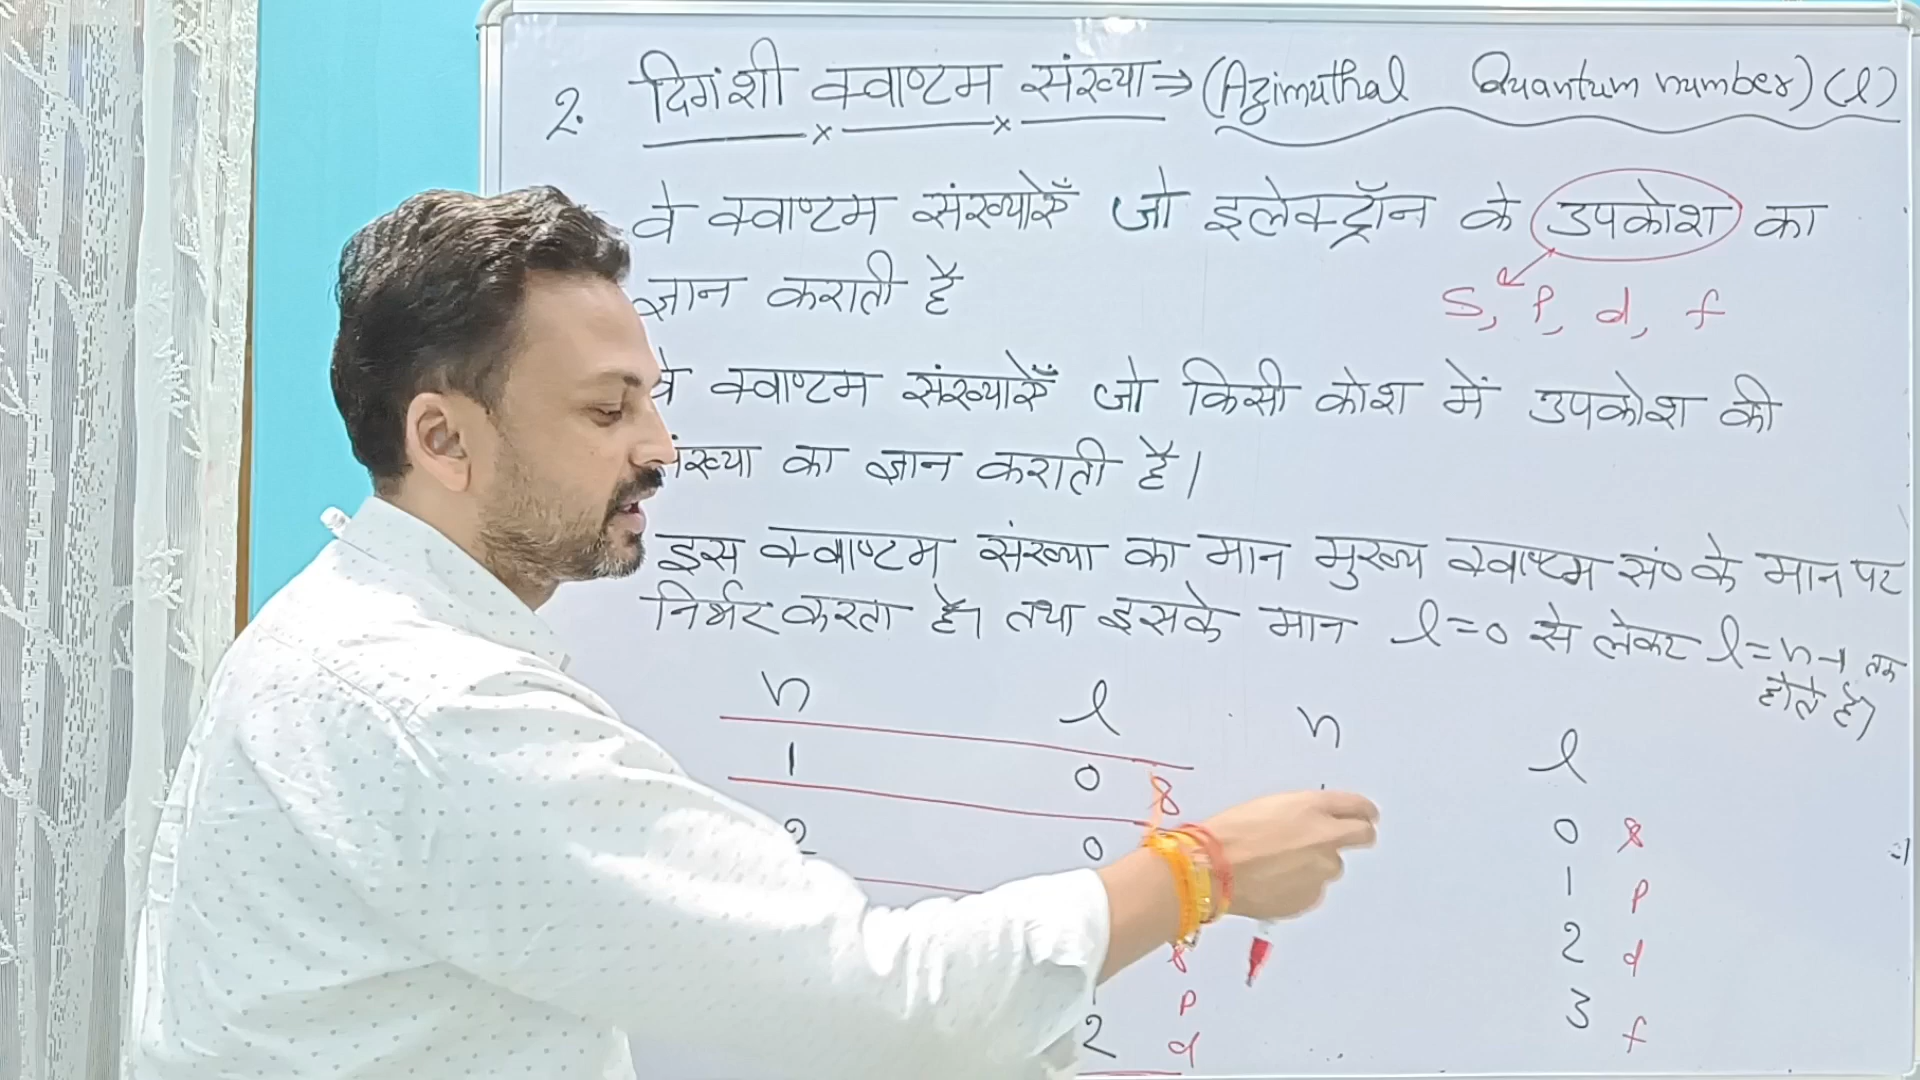 2. दिगंशी क्वाण्टम संख्या → (Azimuthal Quantum number) (l)
वे क्वाण्टम संख्याएँ जो इलेक्ट्रॉन के उपकोश का
ज्ञान कराती है
s, p, d, f
वे क्वाण्टम संख्याएँ जो किसी कोश में उपकोश की
संख्या का ज्ञान कराती है।
इस क्वाण्टम संख्या का मान मुख्य क्वाण्टम सं० के मान पर
निर्भर करता है। तथा इसके मान l=0 से लेकर l=n-1 तक
होते है।
n l
1 0 s
2 0
s
p
2 d
n l
0 s
1 p
2 d
3 f